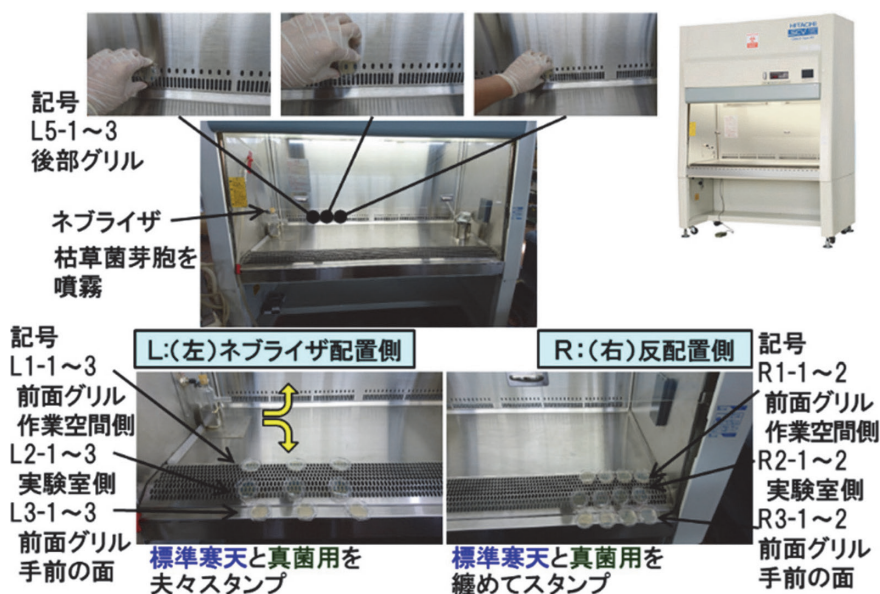 記号
L5-1～3
後部グリル
HITACHI
SCV
ネブライザ
枯草菌芽胞を
噴霧
L:(左)ネブライザ配置側
R:(右)反配置側
記号
L1-1～3
前面グリル
作業空間側
L2-1～3
実験室側
L3-1～3
前面グリル
手前の面
記号
R1-1～2
前面グリル
作業空間側
R2-1～2
実験室側
R3-1～2
前面グリル
手前の面
標準寒天と真菌用を
夫々スタンプ
標準寒天と真菌用を
纏めてスタンプ